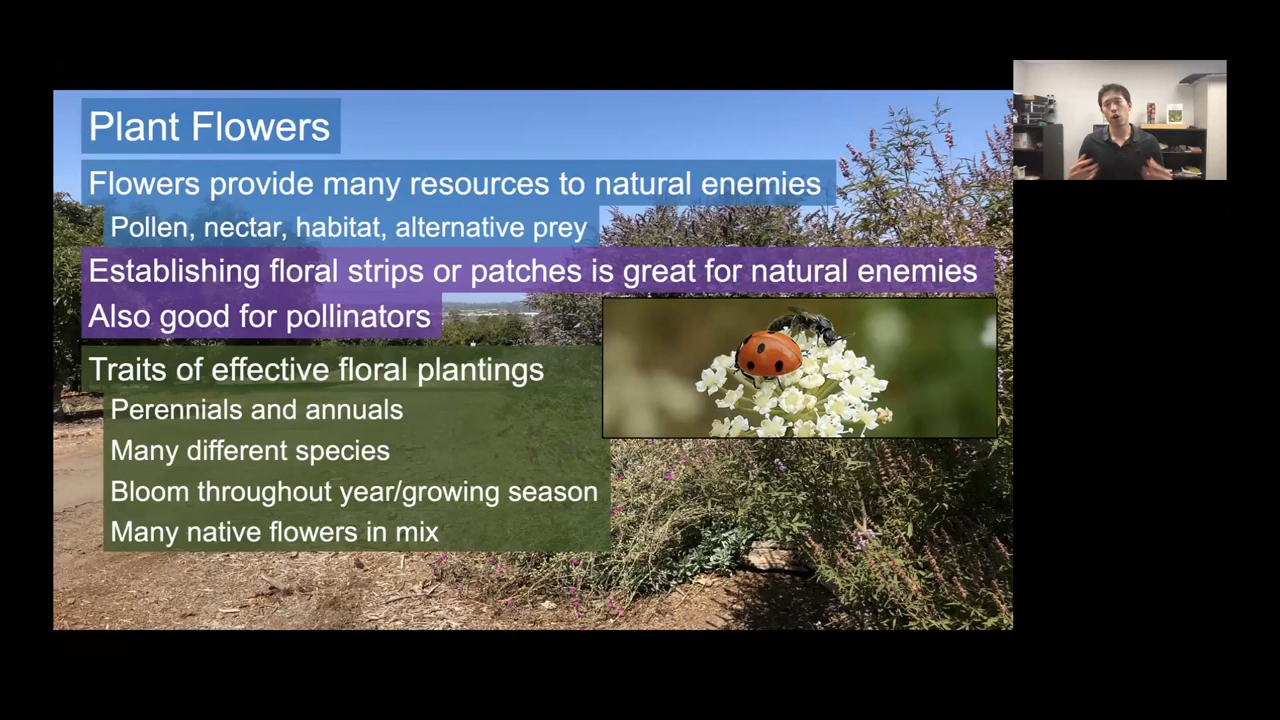 Plant Flowers
Flowers provide many resources to natural enemies
Pollen, nectar, habitat, alternative prey
Establishing floral strips or patches is great for natural enemies
Also good for pollinators
Traits of effective floral plantings
Perennials and annuals
Many different species
Bloom throughout year/growing season
Many native flowers in mix